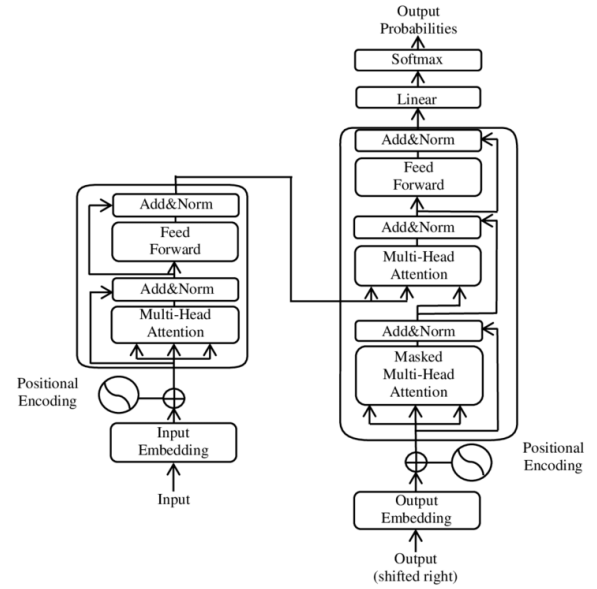 Output
Probabilities
Softmax
Linear
Add&Norm
Feed
Forward
Add&Norm
Multi-Head
Attention
Add&Norm
Masked
Multi-Head
Attention
Positional
Encoding
Output
Embedding
Output
(shifted right)
Add&Norm
Feed
Forward
Add&Norm
Multi-Head
Attention
Positional
Encoding
Input
Embedding
Input